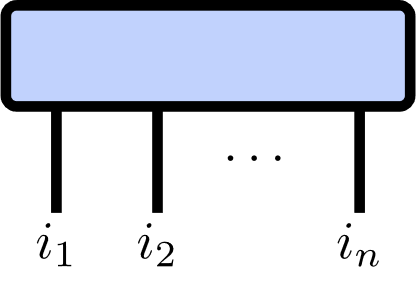 ⋯
i₁ i₂ iₙ